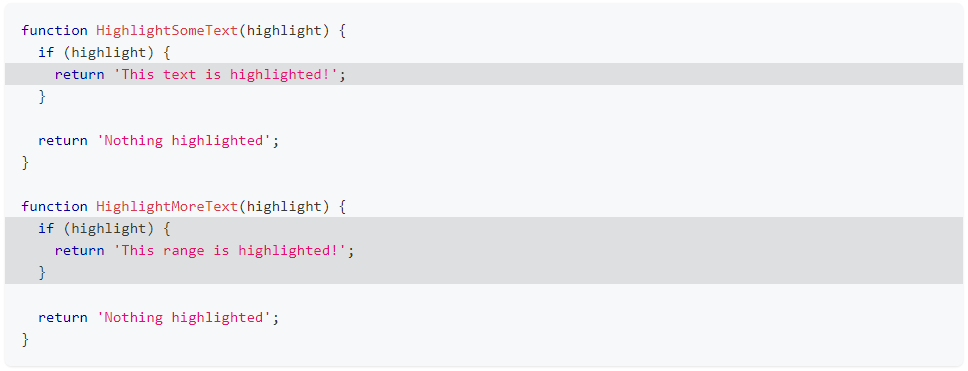 function HighlightSomeText(highlight) {
  if (highlight) {
    return 'This text is highlighted!';
  }

  return 'Nothing highlighted';
}

function HighlightMoreText(highlight) {
  if (highlight) {
    return 'This range is highlighted!';
  }

  return 'Nothing highlighted';
}